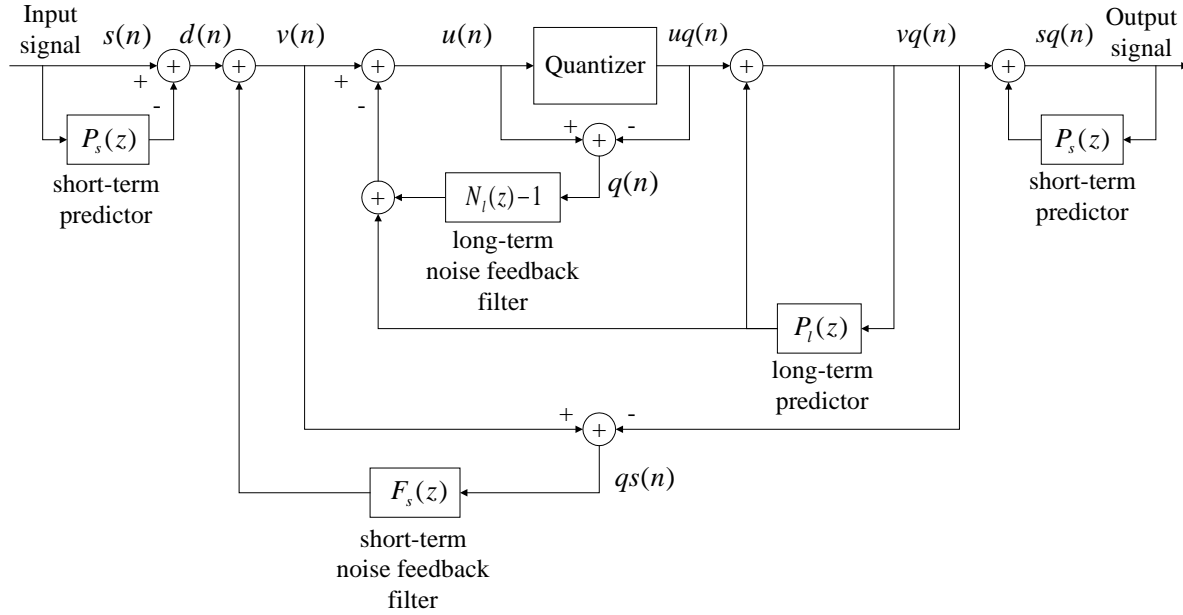 Input
signal
s(n)
d(n)
v(n)
u(n)
uq(n)
vq(n)
sq(n)
Output
signal
+
+
+
+
+
Quantizer
+
+
+
-
-
P_s(z)
short-term
predictor
+
+
-
P_s(z)
short-term
predictor
q(n)
+
N_l(z)−1
long-term
noise feedback
filter
P_l(z)
long-term
predictor
+
-
+
qs(n)
F_s(z)
short-term
noise feedback
filter